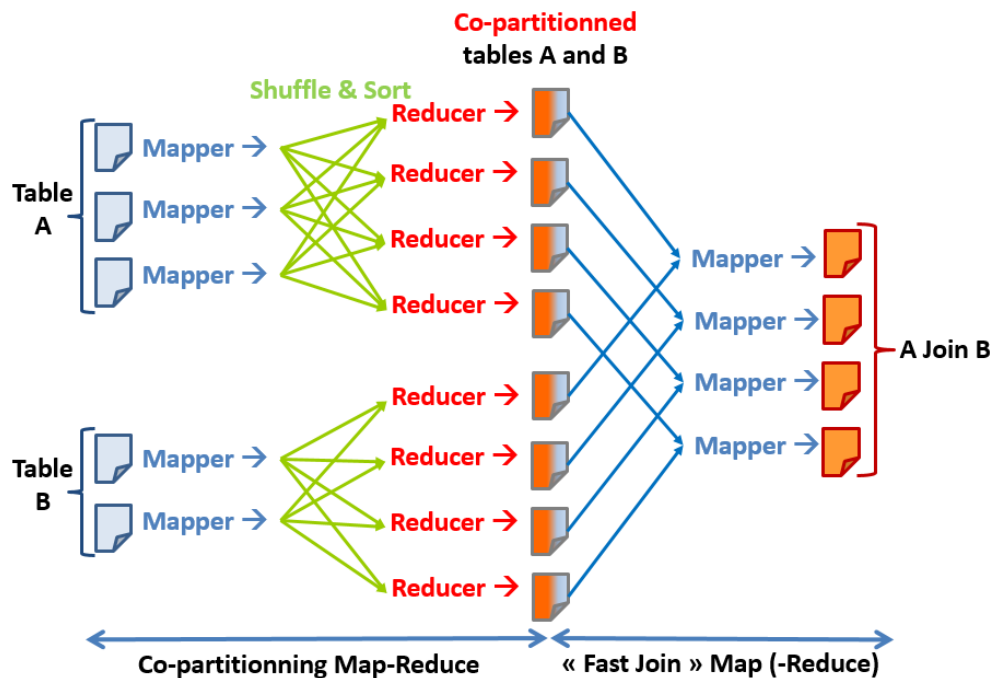 Co-partitionned
tables A and B
Shuffle & Sort
Reducer →
Mapper →
Reducer →
Table
A
Mapper →
Reducer →
Mapper →
Reducer →
Mapper →
Mapper →
Mapper →
Mapper →
A Join B
Reducer →
Table
B
Mapper →
Reducer →
Mapper →
Reducer →
Reducer →
Co-partitionning Map-Reduce
« Fast Join » Map (-Reduce)